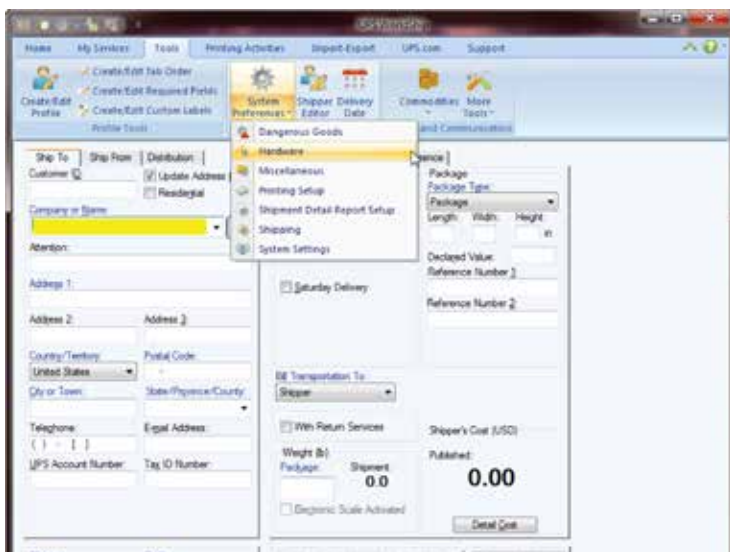 UPS WorldShip
Home My Services Tools Printing Activities Import-Export UPS.com Support
Create/Edit Profile
Create/Edit Tab Order
Create/Edit Required Fields
Create/Edit Custom Labels
Profile Tools
System Preferences
Shipper Editor
Delivery Date
Commodities
More Tools
and Communication
Dangerous Goods
Hardware
Miscellaneous
Printing Setup
Shipment Detail Report Setup
Shipping
System Settings
Ship To Ship From Distribution
Customer
Update Address
Residential
Company or Name:
Attention:
Address 1:
Address 2: Address 3:
Country/Territory: Postal Code:
United States
City or Town: State/Province/County:
Telephone: E-mail Address:
( ) - [ ]
UPS Account Number: Tax ID Number:
Saturday Delivery
Bill Transportation To:
Shipper
With Return Services
Weight (lb)
Package: Shipment:
0.0
Electronic Scale Activated
Package
Package Type:
Package
Length: Width: Height:
in
Declared Value:
Reference Number 1:
Reference Number 2:
Shipper's Cost (USD)
Published:
0.00
Detail Cost